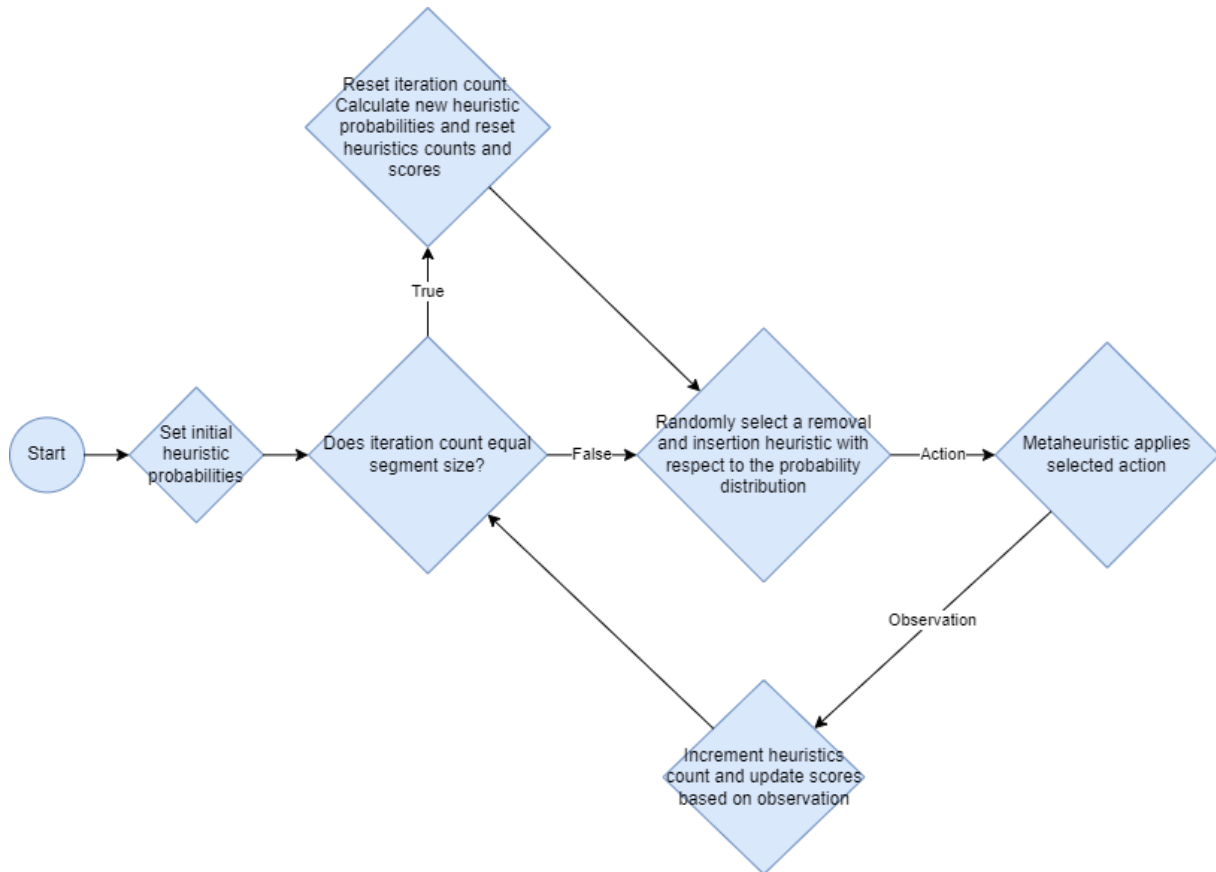 Reset iteration count.
Calculate new heuristic
probabilities and reset
heuristics counts and
scores
True
Start
Set initial
heuristic
probabilities
Does iteration count equal
segment size?
False
Randomly select a removal
and insertion heuristic with
respect to the probability
distribution
Action
Metaheuristic applies
selected action
Observation
Increment heuristics
count and update scores
based on observation